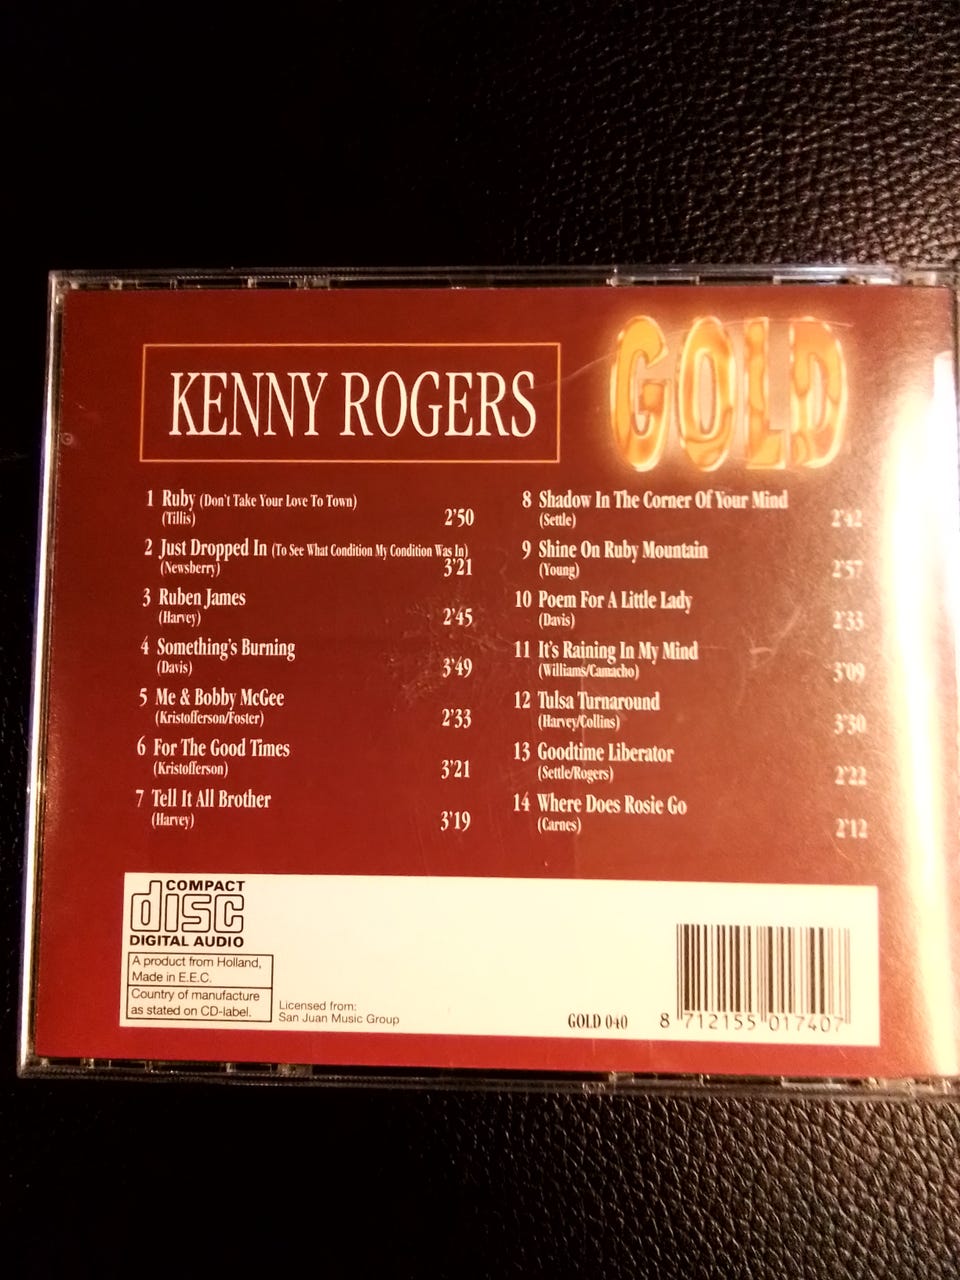 KENNY ROGERS
GOLD
1 Ruby (Don't Take Your Love To Town)
(Tillis) 2'50
2 Just Dropped In (To See What Condition My Condition Was In)
(Newsberry) 3'21
3 Ruben James
(Harvey) 2'45
4 Something's Burning
(Davis) 3'49
5 Me & Bobby McGee
(Kristofferson/Foster) 2'33
6 For The Good Times
(Kristofferson) 3'21
7 Tell It All Brother
(Harvey) 3'19
8 Shadow In The Corner Of Your Mind
(Settle) 2'42
9 Shine On Ruby Mountain
(Young) 2'57
10 Poem For A Little Lady
(Davis) 2'33
11 It's Raining In My Mind
(Williams/Camacho) 3'09
12 Tulsa Turnaround
(Harvey/Collins) 3'30
13 Goodtime Liberator
(Settle/Rogers) 2'22
14 Where Does Rosie Go
(Carnes) 2'12
COMPACT
disc
DIGITAL AUDIO
A product from Holland,
Made in E.E.C.
Country of manufacture
as stated on CD-label.
Licensed from:
San Juan Music Group
GOLD 040
8 712155 017407